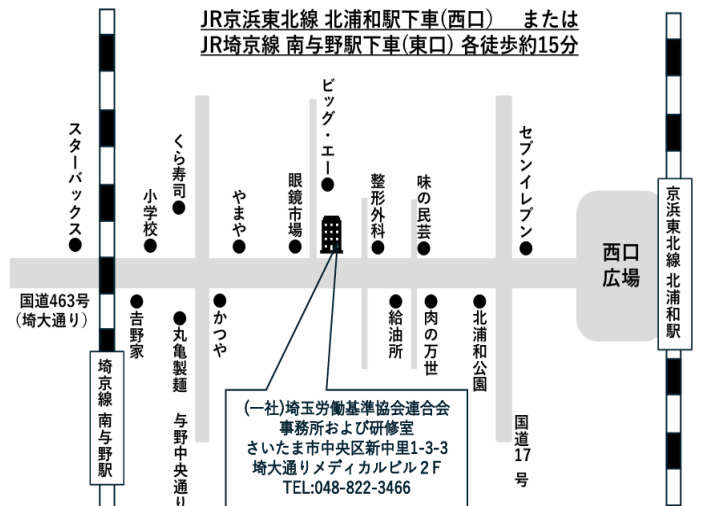 JR京浜東北線 北浦和駅下車(西口)　または
JR埼京線 南与野駅下車(東口) 各徒歩約15分
スターバックス
小学校
くら寿司
やまや
眼鏡市場
ビッグ・エー
整形外科
味の民芸
セブンイレブン
西口
広場
京浜東北線 北浦和駅
国道463号
(埼大通り)
吉野家
丸亀製麺
与野中央通り
かつや
給油所
肉の万世
北浦和公園
国道17号
埼京線 南与野駅
(一社)埼玉労働基準協会連合会
事務所および研修室
さいたま市中央区新中里1-3-3
埼大通りメディカルビル２F
TEL:048-822-3466